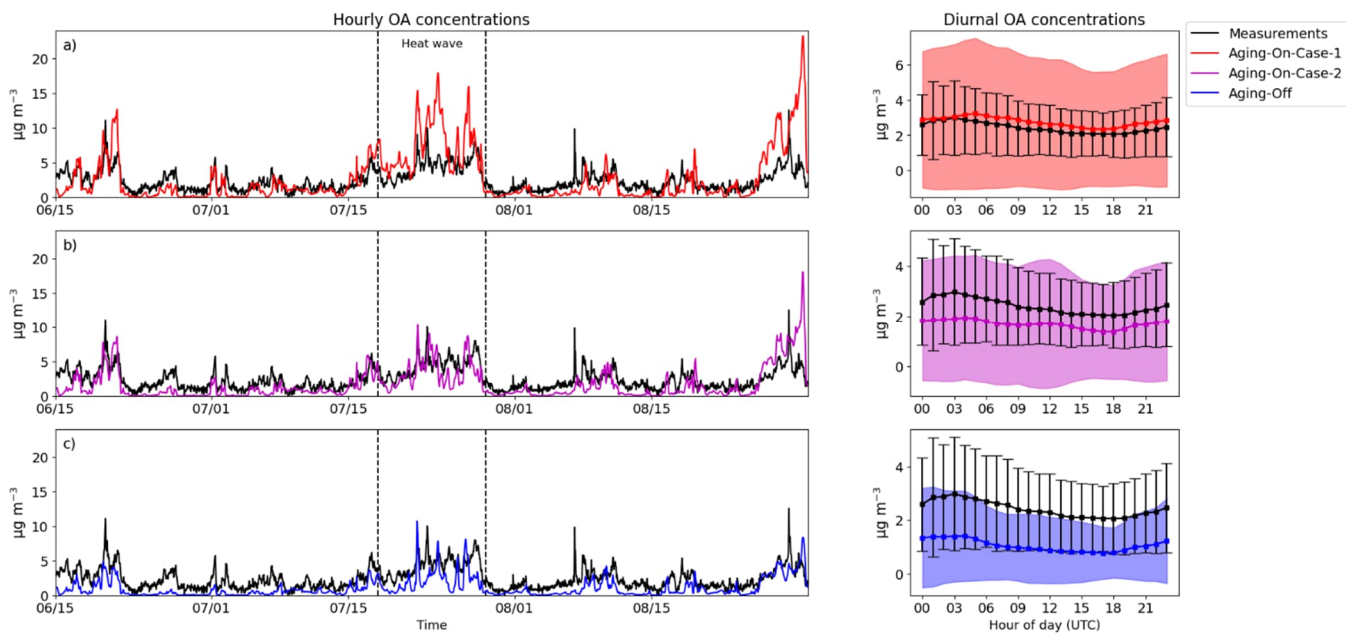 Hourly OA concentrations
Diurnal OA concentrations
Measurements
Aging-On-Case-1
Aging-On-Case-2
Aging-Off
a)
Heat wave
µg m⁻³
20
15
10
5
0
06/15
07/01
07/15
08/01
08/15
µg m⁻³
6
4
2
0
00 03 06 09 12 15 18 21
b)
µg m⁻³
20
15
10
5
0
06/15
07/01
07/15
08/01
08/15
µg m⁻³
4
2
0
00 03 06 09 12 15 18 21
c)
µg m⁻³
20
15
10
5
0
06/15
07/01
07/15
08/01
08/15
Time
µg m⁻³
4
2
0
00 03 06 09 12 15 18 21
Hour of day (UTC)